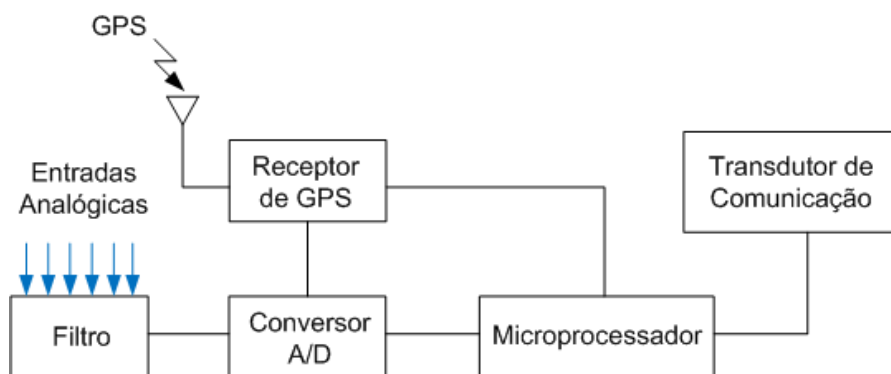 GPS
Receptor
de GPS
Transdutor de
Comunicação
Entradas
Analógicas
Filtro
Conversor
A/D
Microprocessador